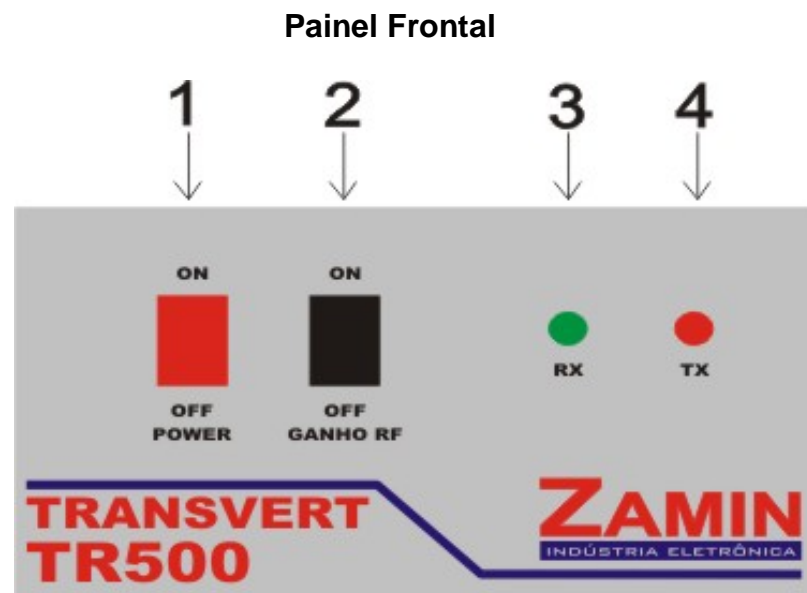 Painel Frontal
1 2 3 4
ON ON
RX TX
OFF OFF
POWER GANHO RF
TRANSVERT
TR500
ZAMIN
INDÚSTRIA ELETRÔNICA